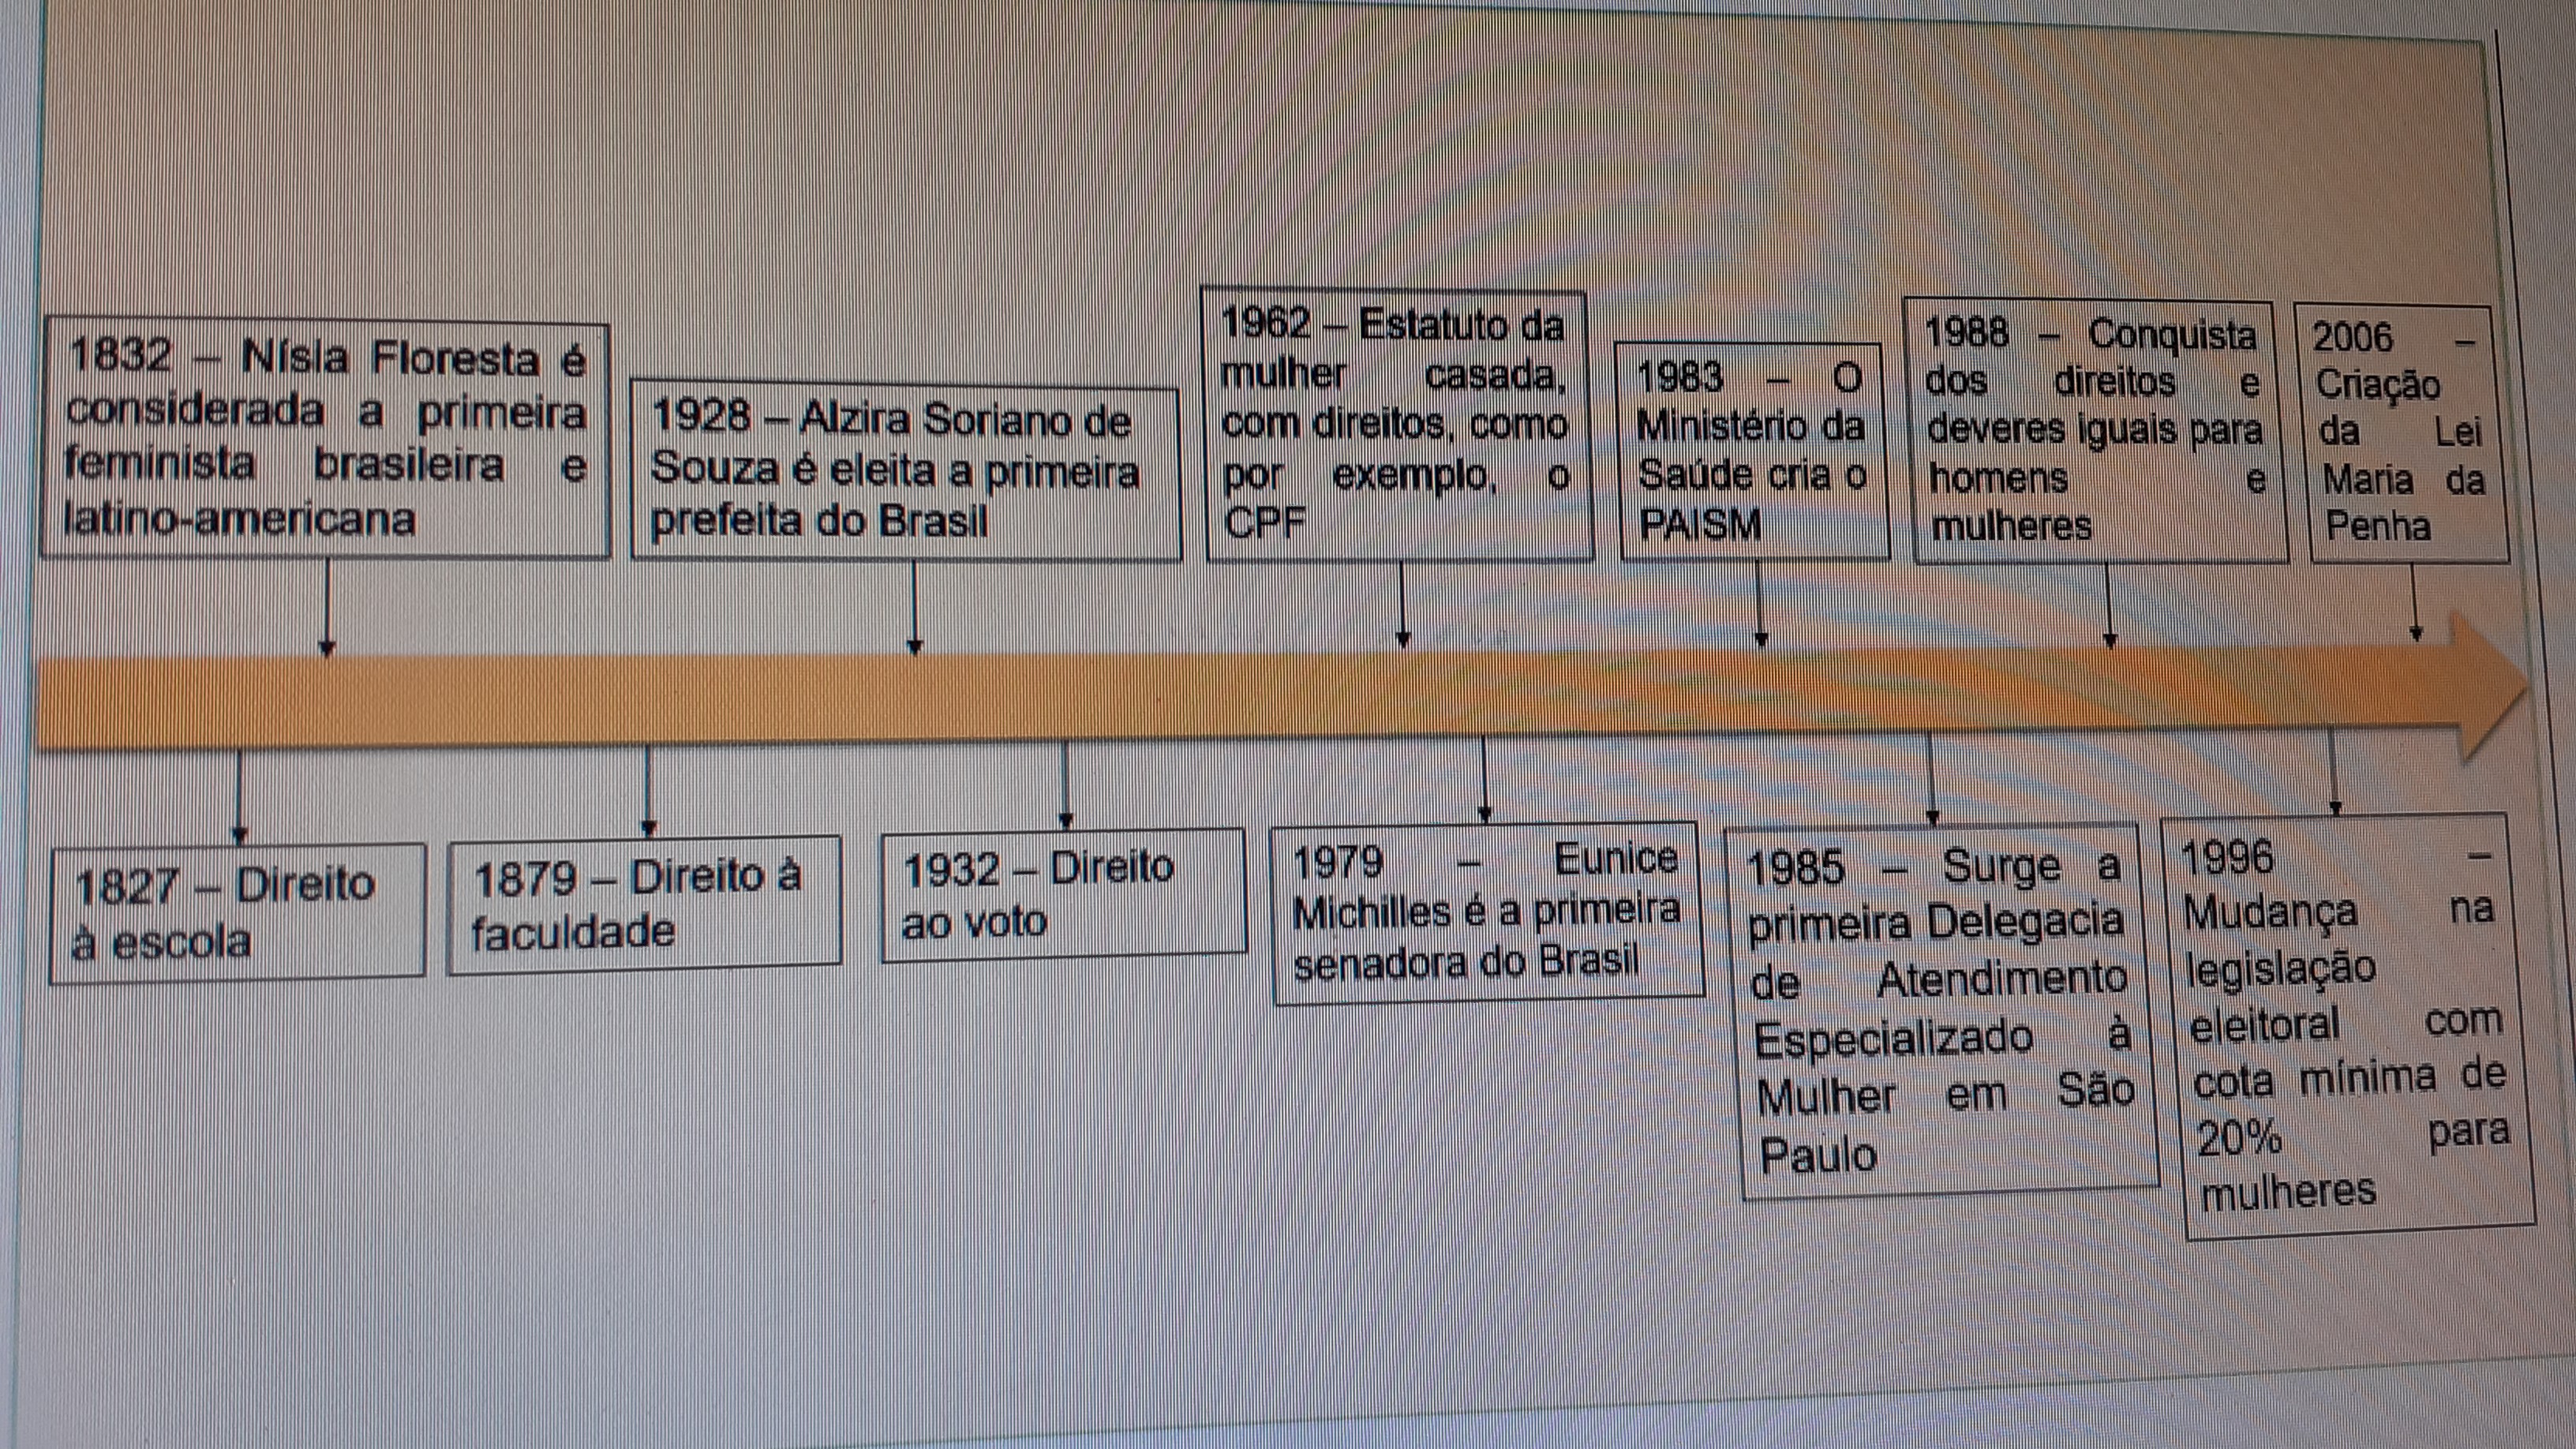 1832 – Nísia Floresta é
considerada a primeira
feminista brasileira e
latino-americana
1928 – Alzira Soriano de
Souza é eleita a primeira
prefeita do Brasil
1962 – Estatuto da
mulher casada,
com direitos, como
por exemplo, o
CPF
1983 – O
Ministério da
Saúde cria o
PAISM
1988 – Conquista
dos direitos e
deveres iguais para
homens e
mulheres
2006 –
Criação
da Lei
Maria da
Penha
1827 – Direito
à escola
1879 – Direito à
faculdade
1932 – Direito
ao voto
1979 – Eunice
Michilles é a primeira
senadora do Brasil
1985 – Surge a
primeira Delegacia
de Atendimento
Especializado à
Mulher em São
Paulo
1996 –
Mudança na
legislação
eleitoral com
cota mínima de
20% para
mulheres